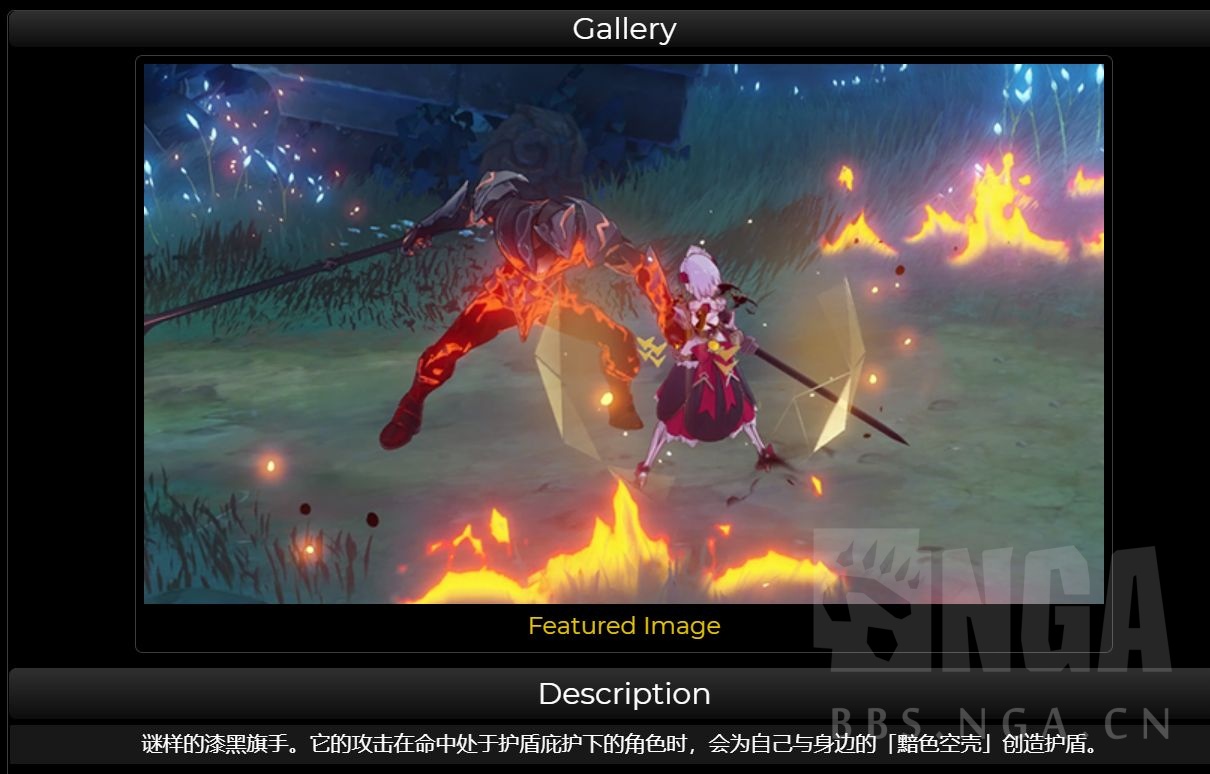 Gallery
Featured Image
NGA
Description
BBS.NGA.CN
谜样的漆黑旗手。它的攻击在命中处于护盾庇护下的角色时，会为自己与身边的「黯色空壳」创造护盾。